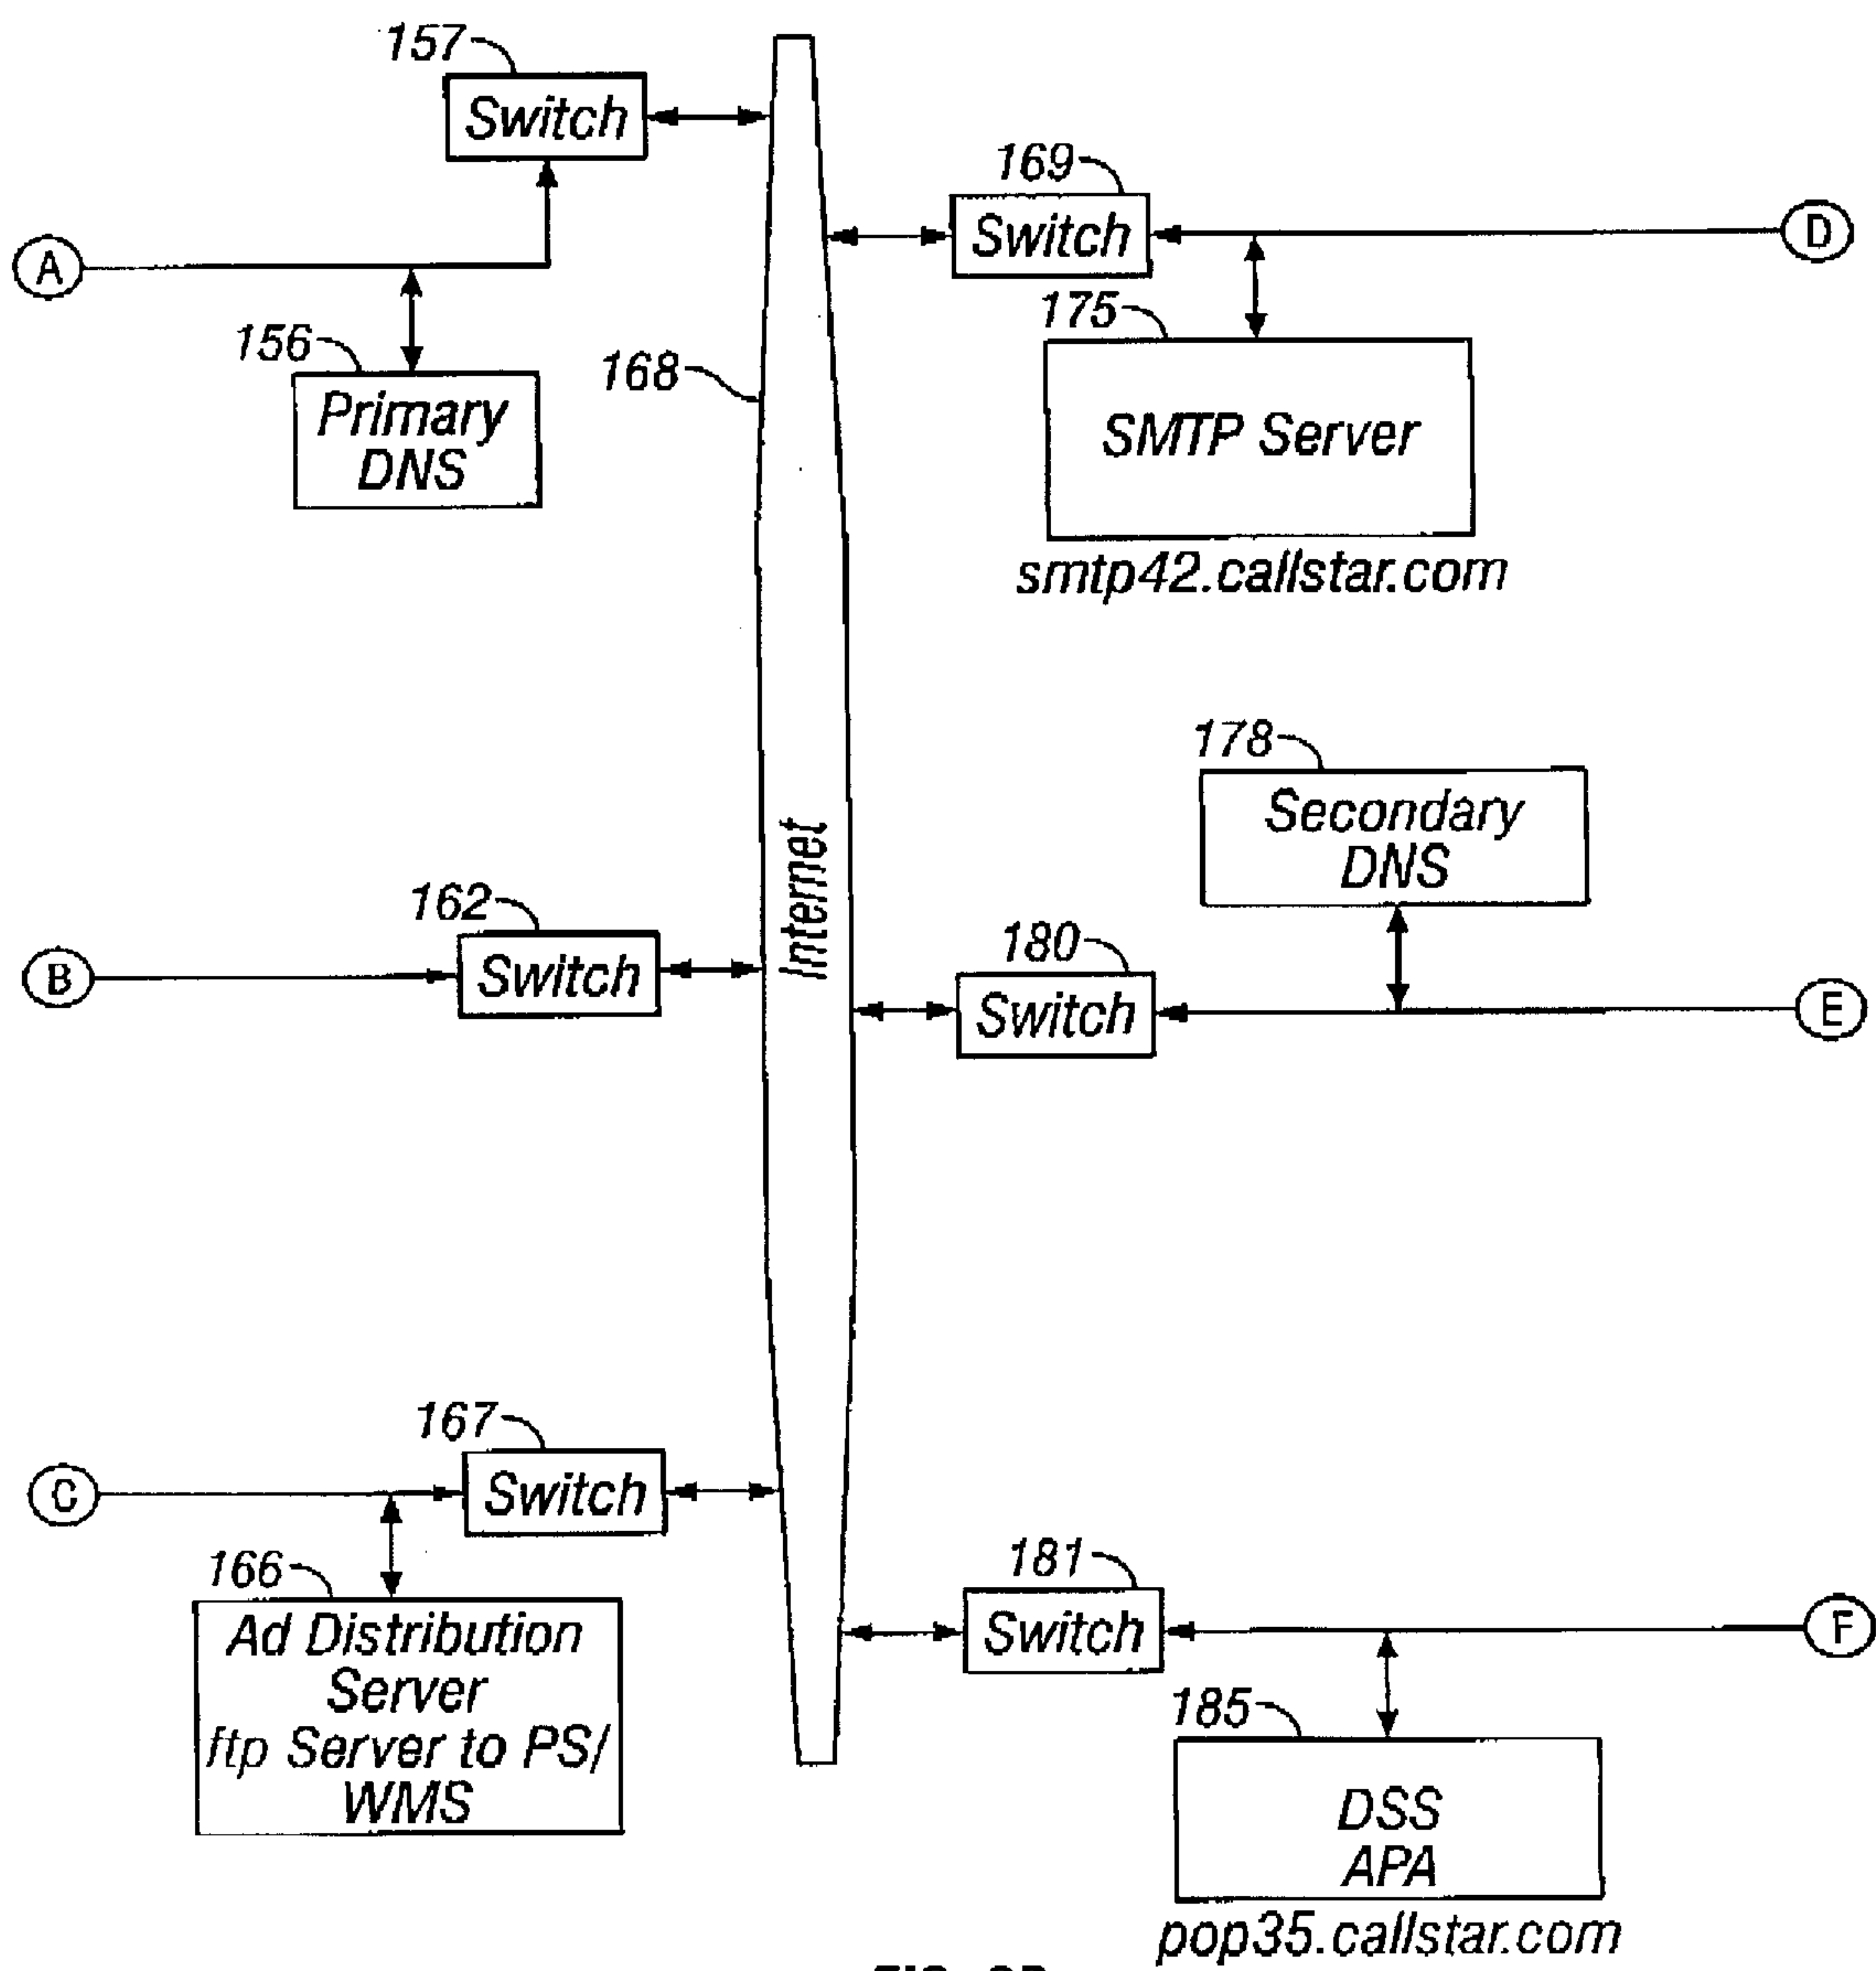 157
Switch
169
Switch
D
A
175
156
168
Primary
DNS
SMTP Server
smtp42.callstar.com
178
Secondary
DNS
Internet
162
180
B
Switch
Switch
E
167
C
Switch
181
166
Switch
F
Ad Distribution
Server
ftp Server to PS/
WMS
185
DSS
APA
pop35.callstar.com